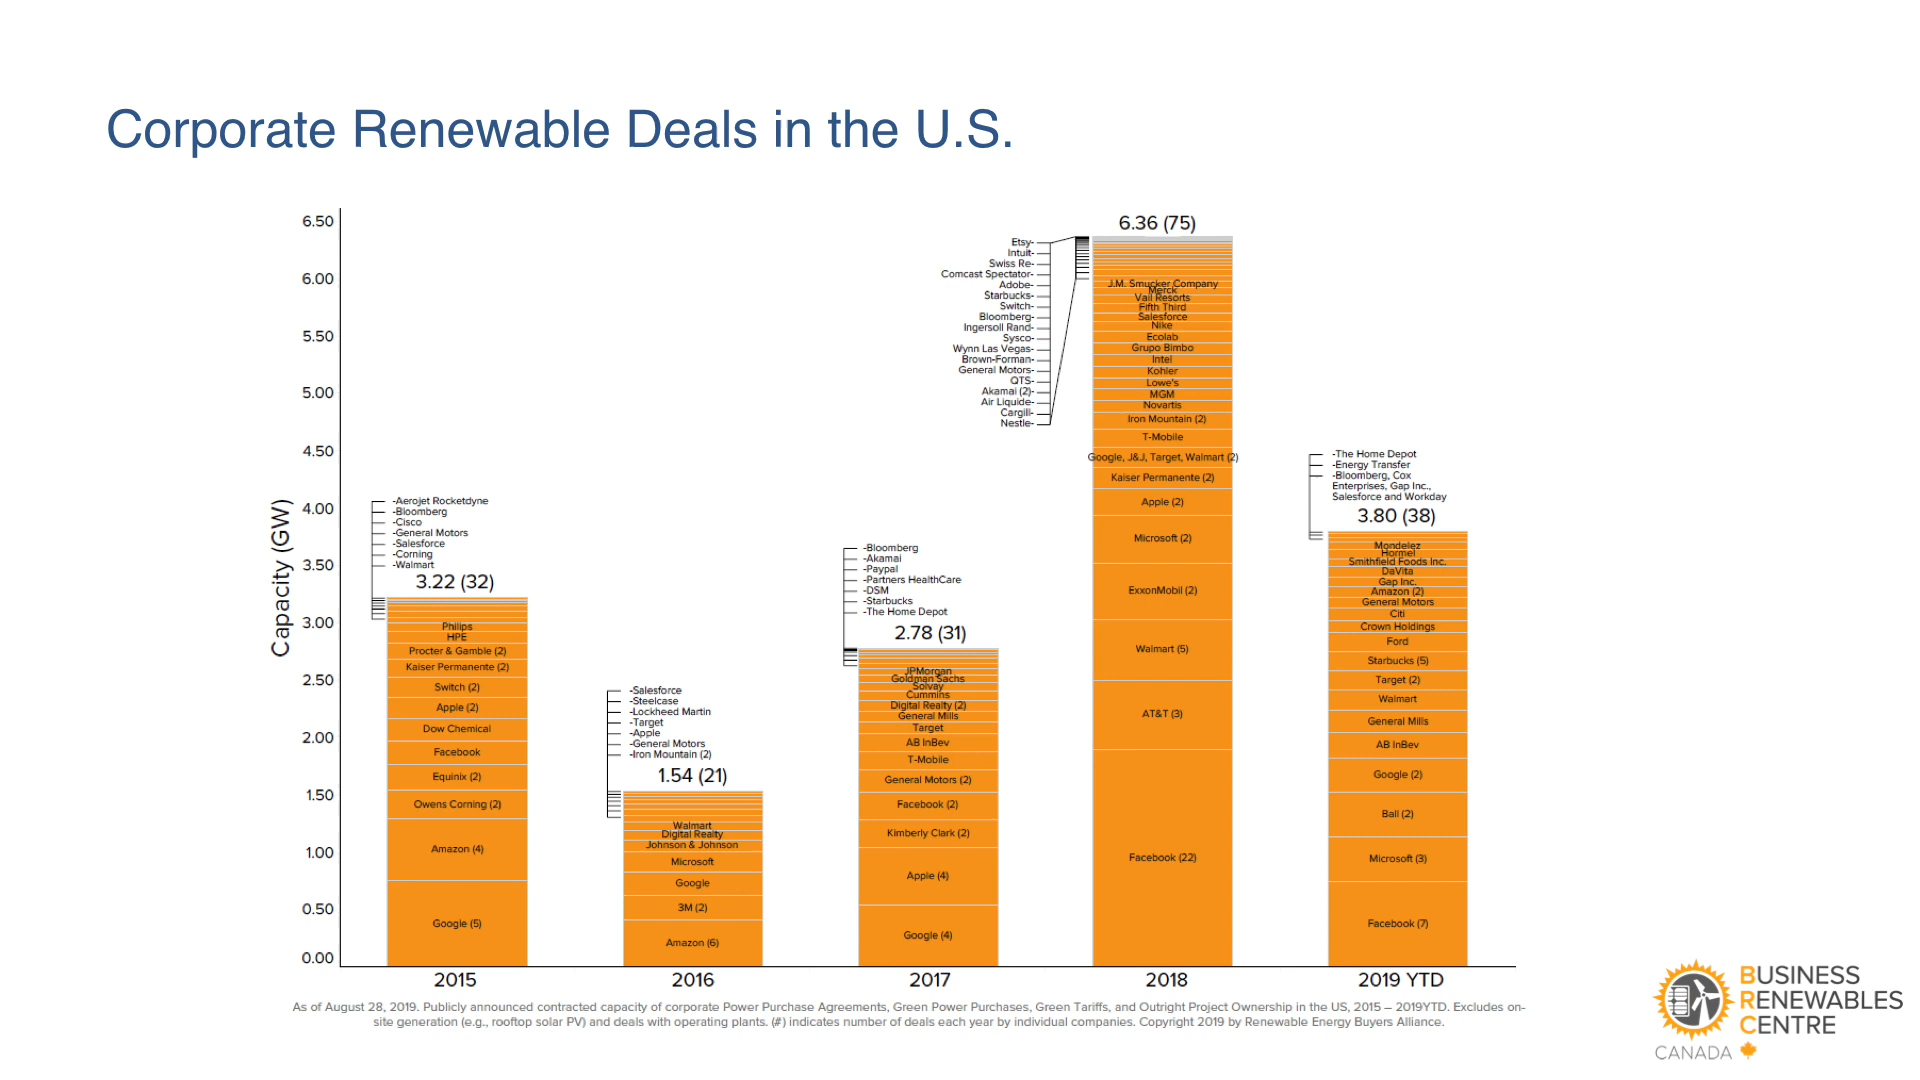 Corporate Renewable Deals in the U.S.
Capacity (GW)
6.50
6.00
5.50
5.00
4.50
4.00
3.50
3.00
2.50
2.00
1.50
1.00
0.50
0.00
-Aerojet Rocketdyne
-Bloomberg
-Cisco
-General Motors
-Salesforce
-Corning
-Walmart
3.22 (32)
Philips
HPE
Procter & Gamble (2)
Kaiser Permanente (2)
Switch (2)
Apple (2)
Dow Chemical
Facebook
Equinix (2)
Owens Corning (2)
Amazon (4)
Google (5)
2015
-Salesforce
-Steelcase
-Lockheed Martin
-Target
-Apple
-General Motors
-Iron Mountain (2)
1.54 (21)
Walmart
Digital Realty
Johnson & Johnson
Microsoft
Google
3M (2)
Amazon (6)
2016
-Bloomberg
-Akamai
-Paypal
-Partners HealthCare
-DSM
-Starbucks
-The Home Depot
2.78 (31)
JPMorgan
Goldman Sachs
Solvay
Cummins
Digital Realty (2)
General Mills
Target
AB InBev
T-Mobile
General Motors (2)
Facebook (2)
Kimberly Clark (2)
Apple (4)
Google (4)
2017
Etsy-
Intuit-
Swiss Re-
Comcast Spectator-
Adobe-
Starbucks-
Switch-
Bloomberg-
Ingersoll Rand-
Sysco-
Wynn Las Vegas-
Brown-Forman-
General Motors-
QTS-
Akamai (2)-
Air Liquide-
Cargill-
Nestle-
6.36 (75)
J.M. Smucker Company
Merck
Vail Resorts
Fifth Third
Salesforce
Nike
Ecolab
Grupo Bimbo
Intel
Kohler
Lowe's
MGM
Novartis
Iron Mountain (2)
T-Mobile
Google, J&J, Target, Walmart (2)
Kaiser Permanente (2)
Apple (2)
Microsoft (2)
ExxonMobil (2)
Walmart (5)
AT&T (3)
Facebook (22)
2018
-The Home Depot
-Energy Transfer
-Bloomberg, Cox
Enterprises, Gap Inc.,
Salesforce and Workday
3.80 (38)
Mondelez
Hormel
Smithfield Foods Inc.
DaVita
Gap Inc.
Amazon (2)
General Motors
Citi
Crown Holdings
Ford
Starbucks (5)
Target (2)
Walmart
General Mills
AB InBev
Google (2)
Ball (2)
Microsoft (3)
Facebook (7)
2019 YTD
As of August 28, 2019. Publicly announced contracted capacity of corporate Power Purchase Agreements, Green Power Purchases, Green Tariffs, and Outright Project Ownership in the US, 2015 – 2019YTD. Excludes on-
site generation (e.g., rooftop solar PV) and deals with operating plants. (#) indicates number of deals each year by individual companies. Copyright 2019 by Renewable Energy Buyers Alliance.
BUSINESS
RENEWABLES
CENTRE
CANADA